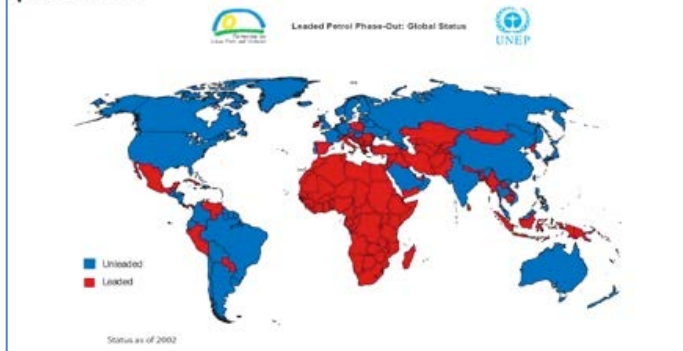 Leaded Petrol Phase-Out: Global Status
UNEP
Unleaded
Leaded
Status as of 2002